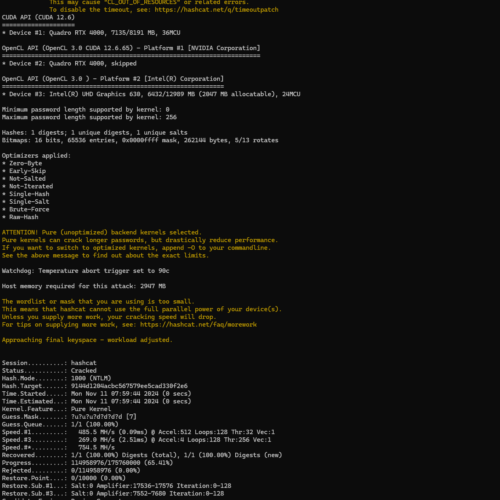 This may cause "CL_OUT_OF_RESOURCES" or related errors.
To disable the timeout, see: https://hashcat.net/q/timeoutpatch
CUDA API (CUDA 12.6)
====================
* Device #1: Quadro RTX 4000, 7135/8191 MB, 36MCU
OpenCL API (OpenCL 3.0 CUDA 12.6.65) - Platform #1 [NVIDIA Corporation]
=======================================================================
* Device #2: Quadro RTX 4000, skipped
OpenCL API (OpenCL 3.0 ) - Platform #2 [Intel(R) Corporation]
=============================================================
* Device #3: Intel(R) UHD Graphics 630, 6432/12989 MB (2047 MB allocatable), 24MCU
Minimum password length supported by kernel: 0
Maximum password length supported by kernel: 256
Hashes: 1 digests; 1 unique digests, 1 unique salts
Bitmaps: 16 bits, 65536 entries, 0x0000ffff mask, 262144 bytes, 5/13 rotates
Optimizers applied:
* Zero-Byte
* Early-Skip
* Not-Salted
* Not-Iterated
* Single-Hash
* Single-Salt
* Brute-Force
* Raw-Hash
ATTENTION! Pure (unoptimized) backend kernels selected.
Pure kernels can crack longer passwords, but drastically reduce performance.
If you want to switch to optimized kernels, append -O to your commandline.
See the above message to find out about the exact limits.
Watchdog: Temperature abort trigger set to 90c
Host memory required for this attack: 2947 MB
The wordlist or mask that you are using is too small.
This means that hashcat cannot use the full parallel power of your device(s).
Unless you supply more work, your cracking speed will drop.
For tips on supplying more work, see: https://hashcat.net/faq/morework
Approaching final keyspace - workload adjusted.
Session..........: hashcat
Status...........: Cracked
Hash.Mode........: 1000 (NTLM)
Hash.Target......: 9144d1204acbc567579ee5cad330f2e6
Time.Started.....: Mon Nov 11 07:59:44 2024 (0 secs)
Time.Estimated...: Mon Nov 11 07:59:44 2024 (0 secs)
Kernel.Feature...: Pure Kernel
Guess.Mask.......: ?u?u?u?d?d?d?d [7]
Guess.Queue......: 1/1 (100.00%)
Speed.#1.........: 485.5 MH/s (0.09ms) @ Accel:512 Loops:128 Thr:32 Vec:1
Speed.#3.........: 269.0 MH/s (2.51ms) @ Accel:4 Loops:128 Thr:256 Vec:1
Speed.#*.........: 754.5 MH/s
Recovered........: 1/1 (100.00%) Digests (total), 1/1 (100.00%) Digests (new)
Progress.........: 114958976/175760000 (65.41%)
Rejected.........: 0/114958976 (0.00%)
Restore.Point....: 0/10000 (0.00%)
Restore.Sub.#1...: Salt:0 Amplifier:17536-17576 Iteration:0-128
Restore.Sub.#3...: Salt:0 Amplifier:7552-7680 Iteration:0-128